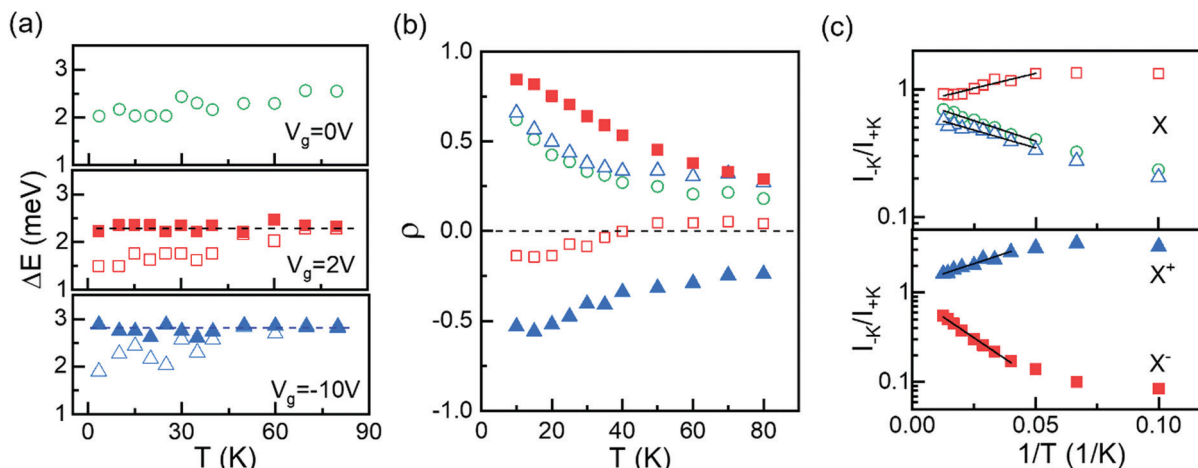 (a)
ΔE (meV)
3
2
1
V_g=0V
3
2
1
V_g=2V
3
2
1
V_g=-10V
0 30 60 90
T (K)
(b)
ρ
1.0
0.5
0.0
-0.5
-1.0
0 20 40 60 80
T (K)
(c)
I_-K/I_+K
1
0.1
X
I_-K/I_+K
1
0.1
X⁺
X⁻
0.00 0.05 0.10
1/T (1/K)